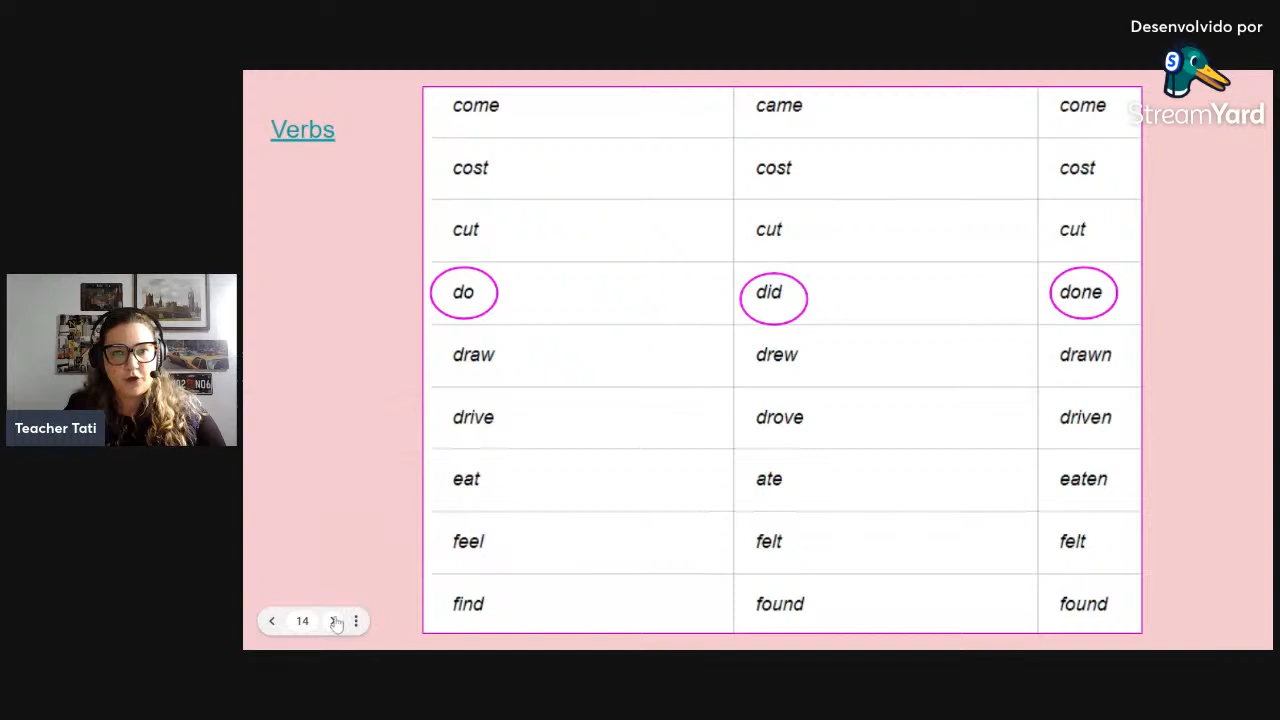 Desenvolvido por
StreamYard
Verbs
come came come
cost cost cost
cut cut cut
do did done
draw drew drawn
drive drove driven
eat ate eaten
feel felt felt
find found found
Teacher Tati
14